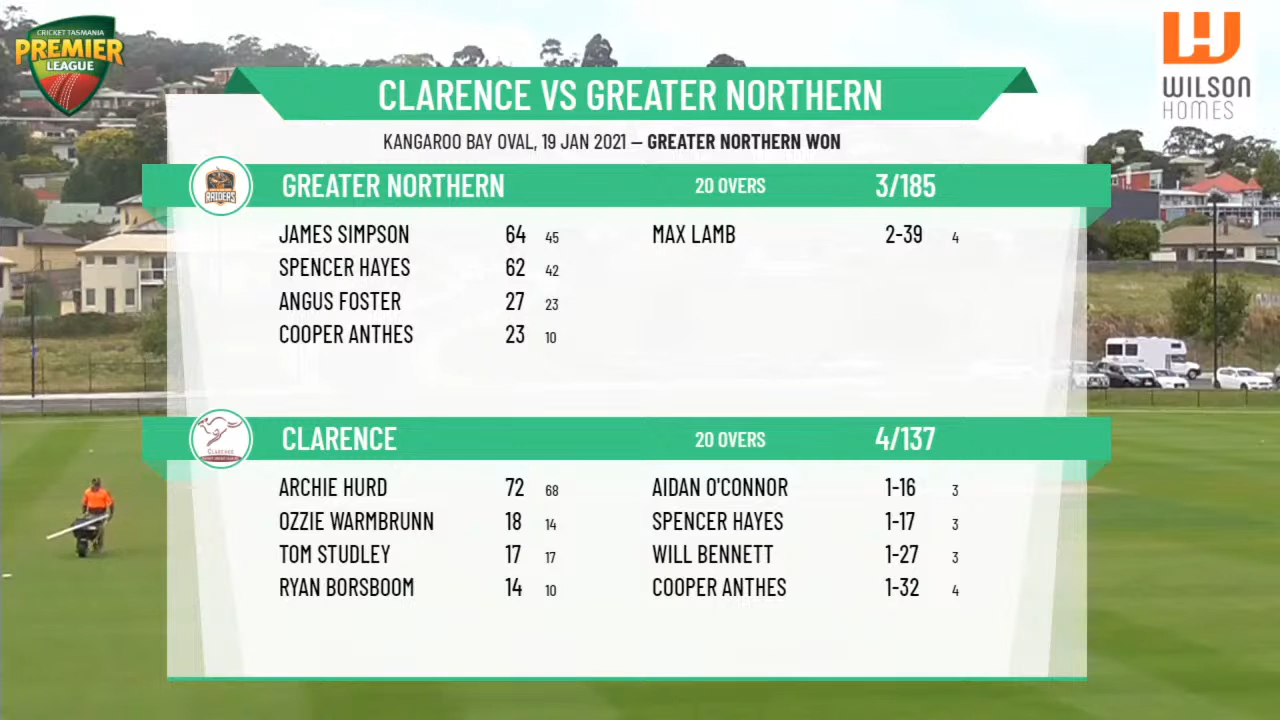 CRICKET TASMANIA
PREMIER
LEAGUE
WILSON
HOMES
CLARENCE VS GREATER NORTHERN
KANGAROO BAY OVAL, 19 JAN 2021 – GREATER NORTHERN WON
RAIDERS
GREATER NORTHERN 20 OVERS 3/185
JAMES SIMPSON 64 45 MAX LAMB 2-39 4
SPENCER HAYES 62 42
ANGUS FOSTER 27 23
COOPER ANTHES 23 10
CLARENCE
CLARENCE 20 OVERS 4/137
ARCHIE HURD 72 68 AIDAN O'CONNOR 1-16 3
OZZIE WARMBRUNN 18 14 SPENCER HAYES 1-17 3
TOM STUDLEY 17 17 WILL BENNETT 1-27 3
RYAN BORSBOOM 14 10 COOPER ANTHES 1-32 4